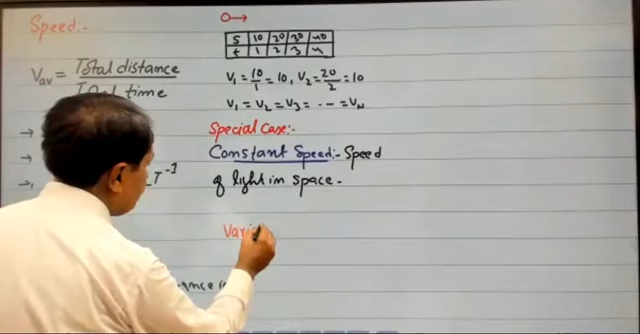 Speed:-
Vav = Total distance
Total time
→
→
→
T⁻¹
S 10 20 30 40
t 1 2 3 4
V₁ = 10/1 = 10, V₂ = 20/2 = 10
V₁ = V₂ = V₃ = --- = VN
Special Case:-
Constant Speed:- Speed
of light in space.
Vari